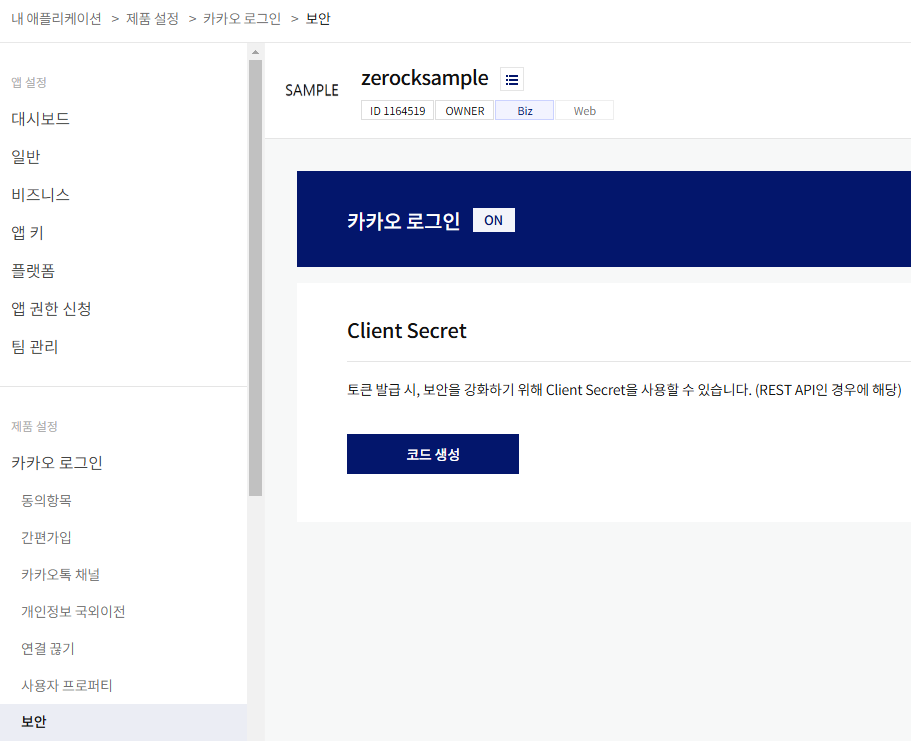 내 애플리케이션 > 제품 설정 > 카카오 로그인 > 보안
앱 설정
대시보드
일반
비즈니스
앱 키
플랫폼
앱 권한 신청
팀 관리
제품 설정
카카오 로그인
동의항목
간편가입
카카오톡 채널
개인정보 국외이전
연결 끊기
사용자 프로퍼티
보안
SAMPLE
zerocksample
ID 1164519 OWNER Biz Web
카카오 로그인 ON
Client Secret
토큰 발급 시, 보안을 강화하기 위해 Client Secret을 사용할 수 있습니다. (REST API인 경우에 해당)
코드 생성